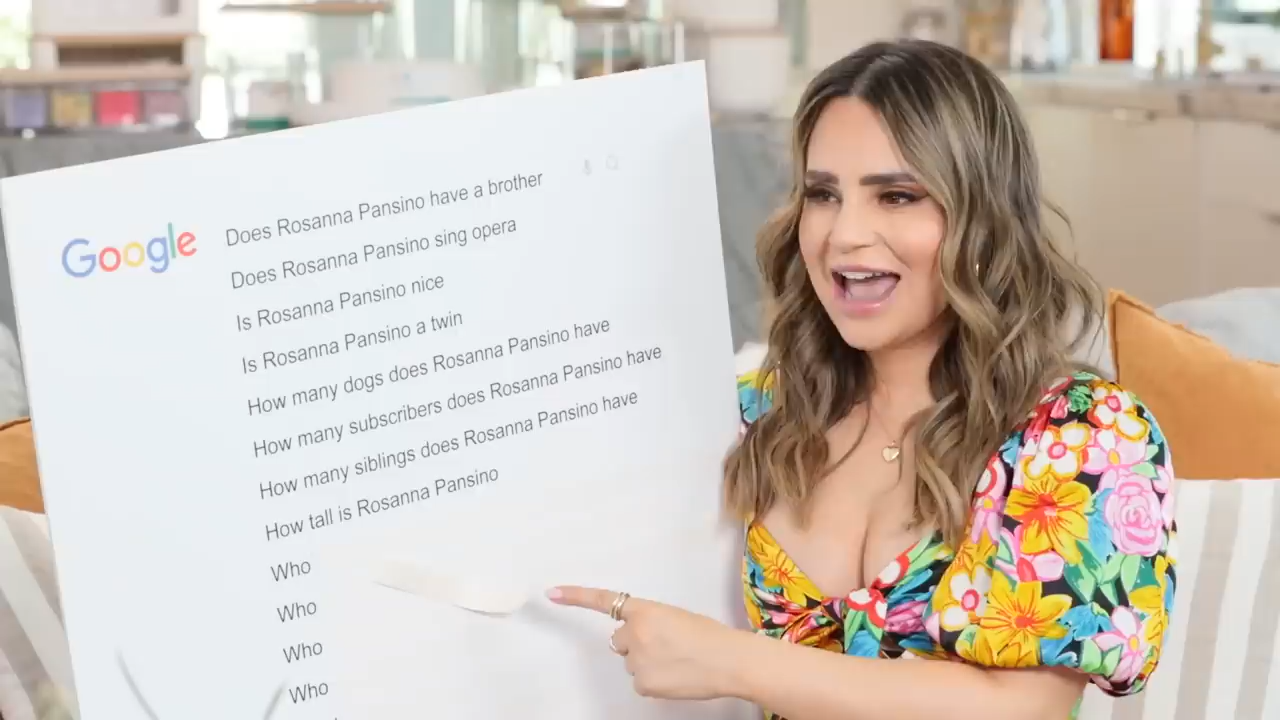 Google
Does Rosanna Pansino have a brother
Does Rosanna Pansino sing opera
Is Rosanna Pansino nice
Is Rosanna Pansino a twin
How many dogs does Rosanna Pansino have
How many subscribers does Rosanna Pansino have
How many siblings does Rosanna Pansino have
How tall is Rosanna Pansino
Who
Who
Who
Who